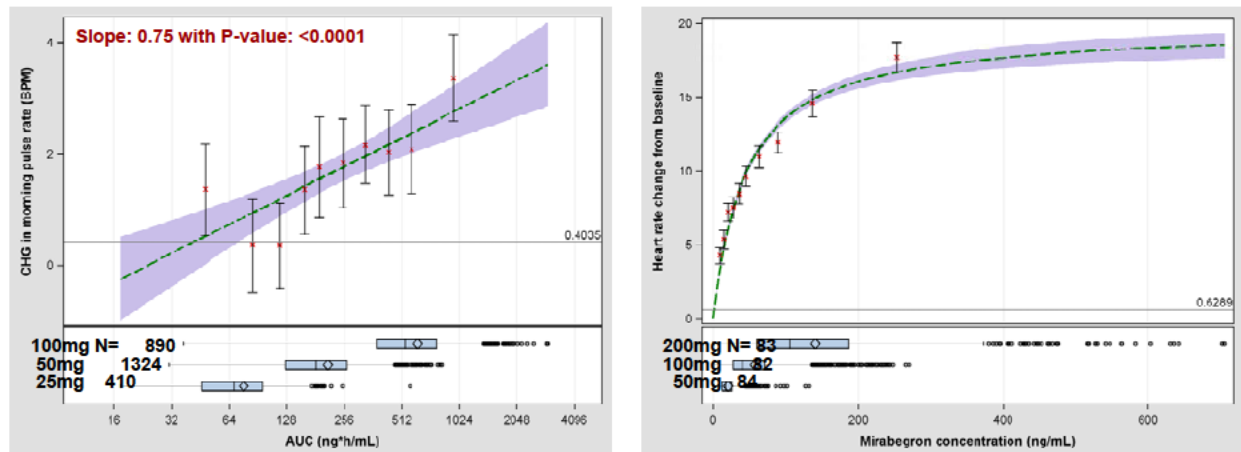 Slope: 0.75 with P-value: <0.0001
CHG in morning pulse rate (BPM)
4
2
0
0.4035
100mg N= 890
50mg 1324
25mg 410
16 32 64 128 256 512 1024 2048 4096
AUC (ng*h/mL)
Heart rate change from baseline
20
15
10
5
0
0.6289
200mg N= 83
100mg 82
50mg 84
0 200 400 600
Mirabegron concentration (ng/mL)